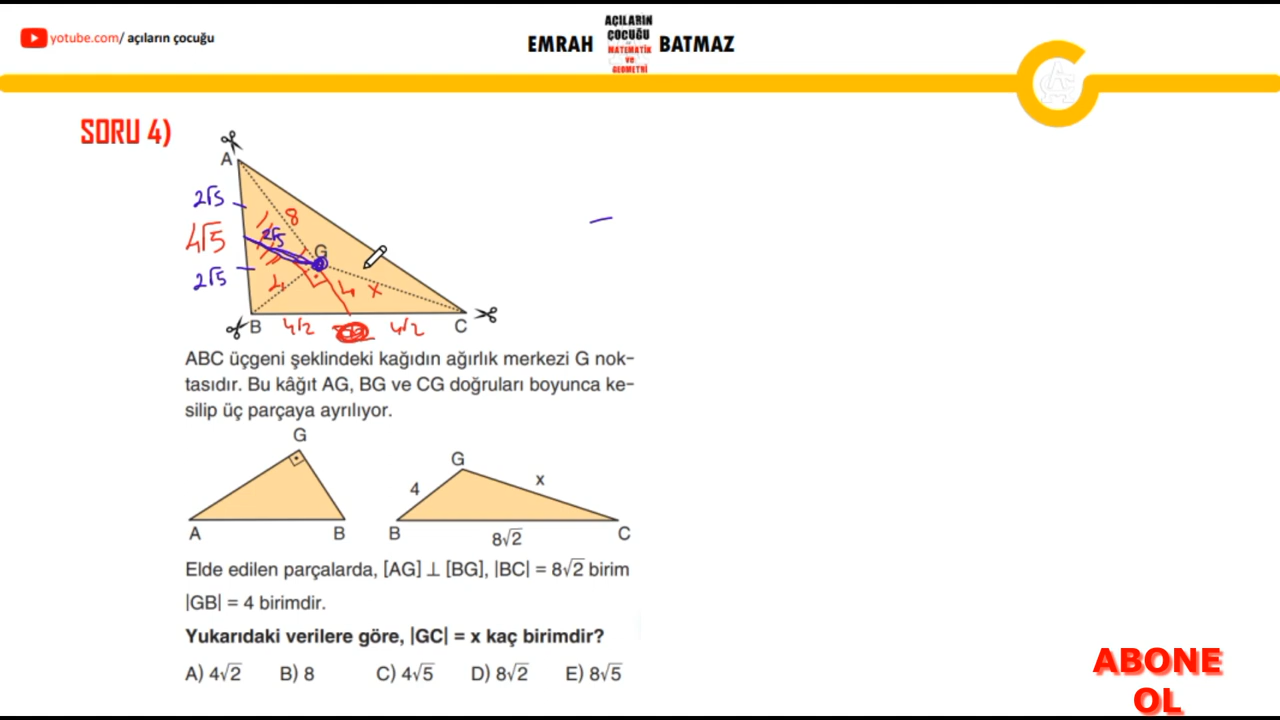 yotube.com/ açıların çocuğu
EMRAH
AÇILARIN
ÇOCUĞU
MATEMATİK
ve
GEOMETRİ
BATMAZ
SORU 4)
A
2√5
8
4√5
2√5
G
2√5
4
4
x
B
4√2
4√2
C
ABC üçgeni şeklindeki kağıdın ağırlık merkezi G nok-
tasıdır. Bu kâğıt AG, BG ve CG doğruları boyunca ke-
silip üç parçaya ayrılıyor.
G
G
4
x
A
B
B
8√2
C
Elde edilen parçalarda, [AG] ⊥ [BG], |BC| = 8√2 birim
|GB| = 4 birimdir.
Yukarıdaki verilere göre, |GC| = x kaç birimdir?
A) 4√2 B) 8 C) 4√5 D) 8√2 E) 8√5
ABONE
OL